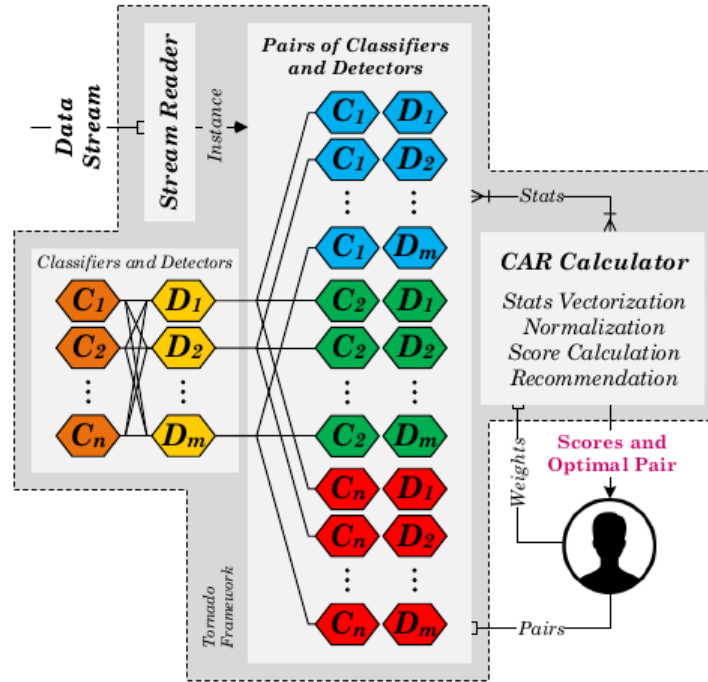 Data
Stream
Stream Reader
Instance
Pairs of Classifiers
and Detectors
C1 D1
C1 D2
⋮ ⋮
C1 Dm
C2 D1
C2 D2
⋮ ⋮
C2 Dm
Cn D1
Cn D2
⋮ ⋮
Cn Dm
Classifiers and Detectors
C1 D1
C2 D2
⋮ ⋮
Cn Dm
Tornado
Framework
Stats
CAR Calculator
Stats Vectorization
Normalization
Score Calculation
Recommendation
Weights
Scores and
Optimal Pair
Pairs